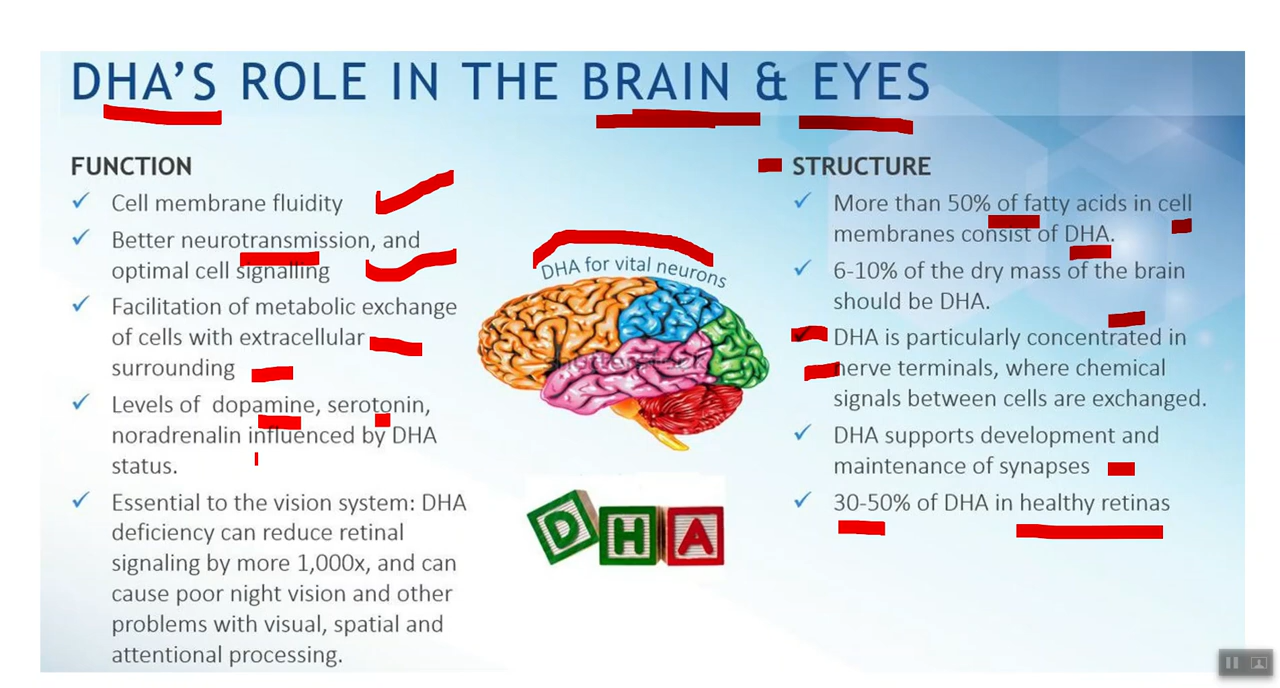 DHA'S ROLE IN THE BRAIN & EYES
FUNCTION
✓ Cell membrane fluidity
✓ Better neurotransmission, and
optimal cell signalling
✓ Facilitation of metabolic exchange
of cells with extracellular
surrounding
✓ Levels of dopamine, serotonin,
noradrenalin influenced by DHA
status.
✓ Essential to the vision system: DHA
deficiency can reduce retinal
signaling by more 1,000x, and can
cause poor night vision and other
problems with visual, spatial and
attentional processing.
DHA for vital neurons
DHA
STRUCTURE
✓ More than 50% of fatty acids in cell
membranes consist of DHA.
✓ 6-10% of the dry mass of the brain
should be DHA.
✓ DHA is particularly concentrated in
nerve terminals, where chemical
signals between cells are exchanged.
✓ DHA supports development and
maintenance of synapses
✓ 30-50% of DHA in healthy retinas